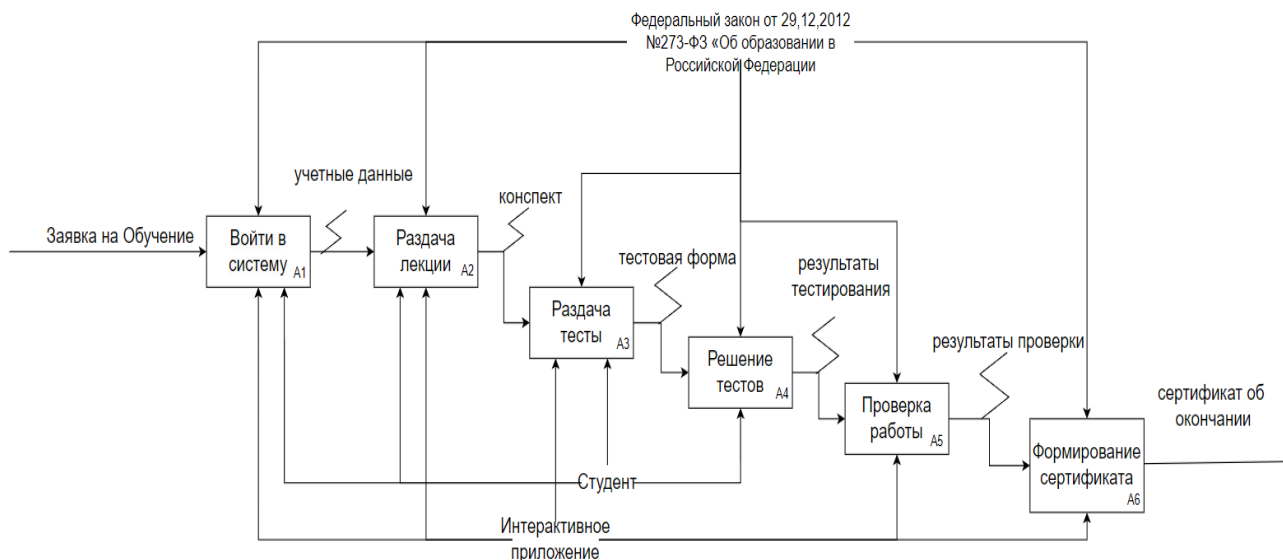 Федеральный закон от 29,12,2012
№273-ФЗ «Об образовании в
Российской Федерации
учетные данные
конспект
Заявка на Обучение
Войти в
систему
A1
Раздача
лекции
A2
тестовая форма
результаты
тестирования
Раздача
тесты
A3
Решение
тестов
A4
результаты проверки
Проверка
работы
A5
сертификат об
окончании
Формирование
сертификата
A6
Студент
Интерактивное
приложение